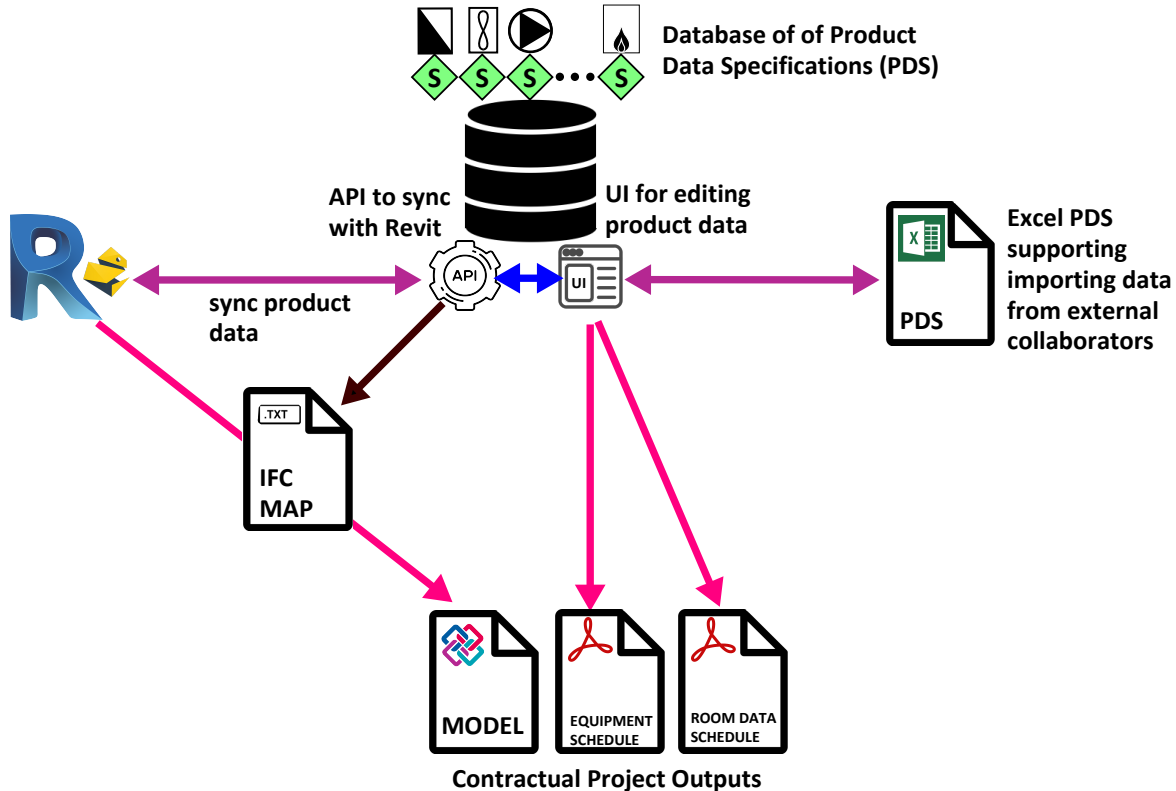 Database of of Product
Data Specifications (PDS)
S S S S
API to sync
with Revit
UI for editing
product data
R
API
UI
X
PDS
Excel PDS
supporting
importing data
from external
collaborators
sync product
data
.TXT
IFC
MAP
MODEL
EQUIPMENT
SCHEDULE
ROOM DATA
SCHEDULE
Contractual Project Outputs